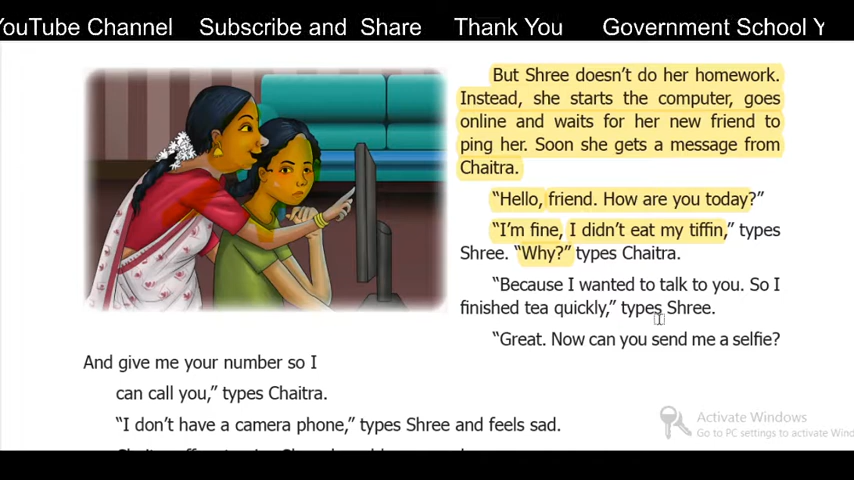 YouTube Channel Subscribe and Share Thank You Government School Y
But Shree doesn't do her homework.
Instead, she starts the computer, goes
online and waits for her new friend to
ping her. Soon she gets a message from
Chaitra.
"Hello, friend. How are you today?"
"I'm fine, I didn't eat my tiffin," types
Shree. "Why?" types Chaitra.
"Because I wanted to talk to you. So I
finished tea quickly," types Shree.
"Great. Now can you send me a selfie?
And give me your number so I
can call you," types Chaitra.
"I don't have a camera phone," types Shree and feels sad.
Activate Windows
Go to PC settings to activate Wind